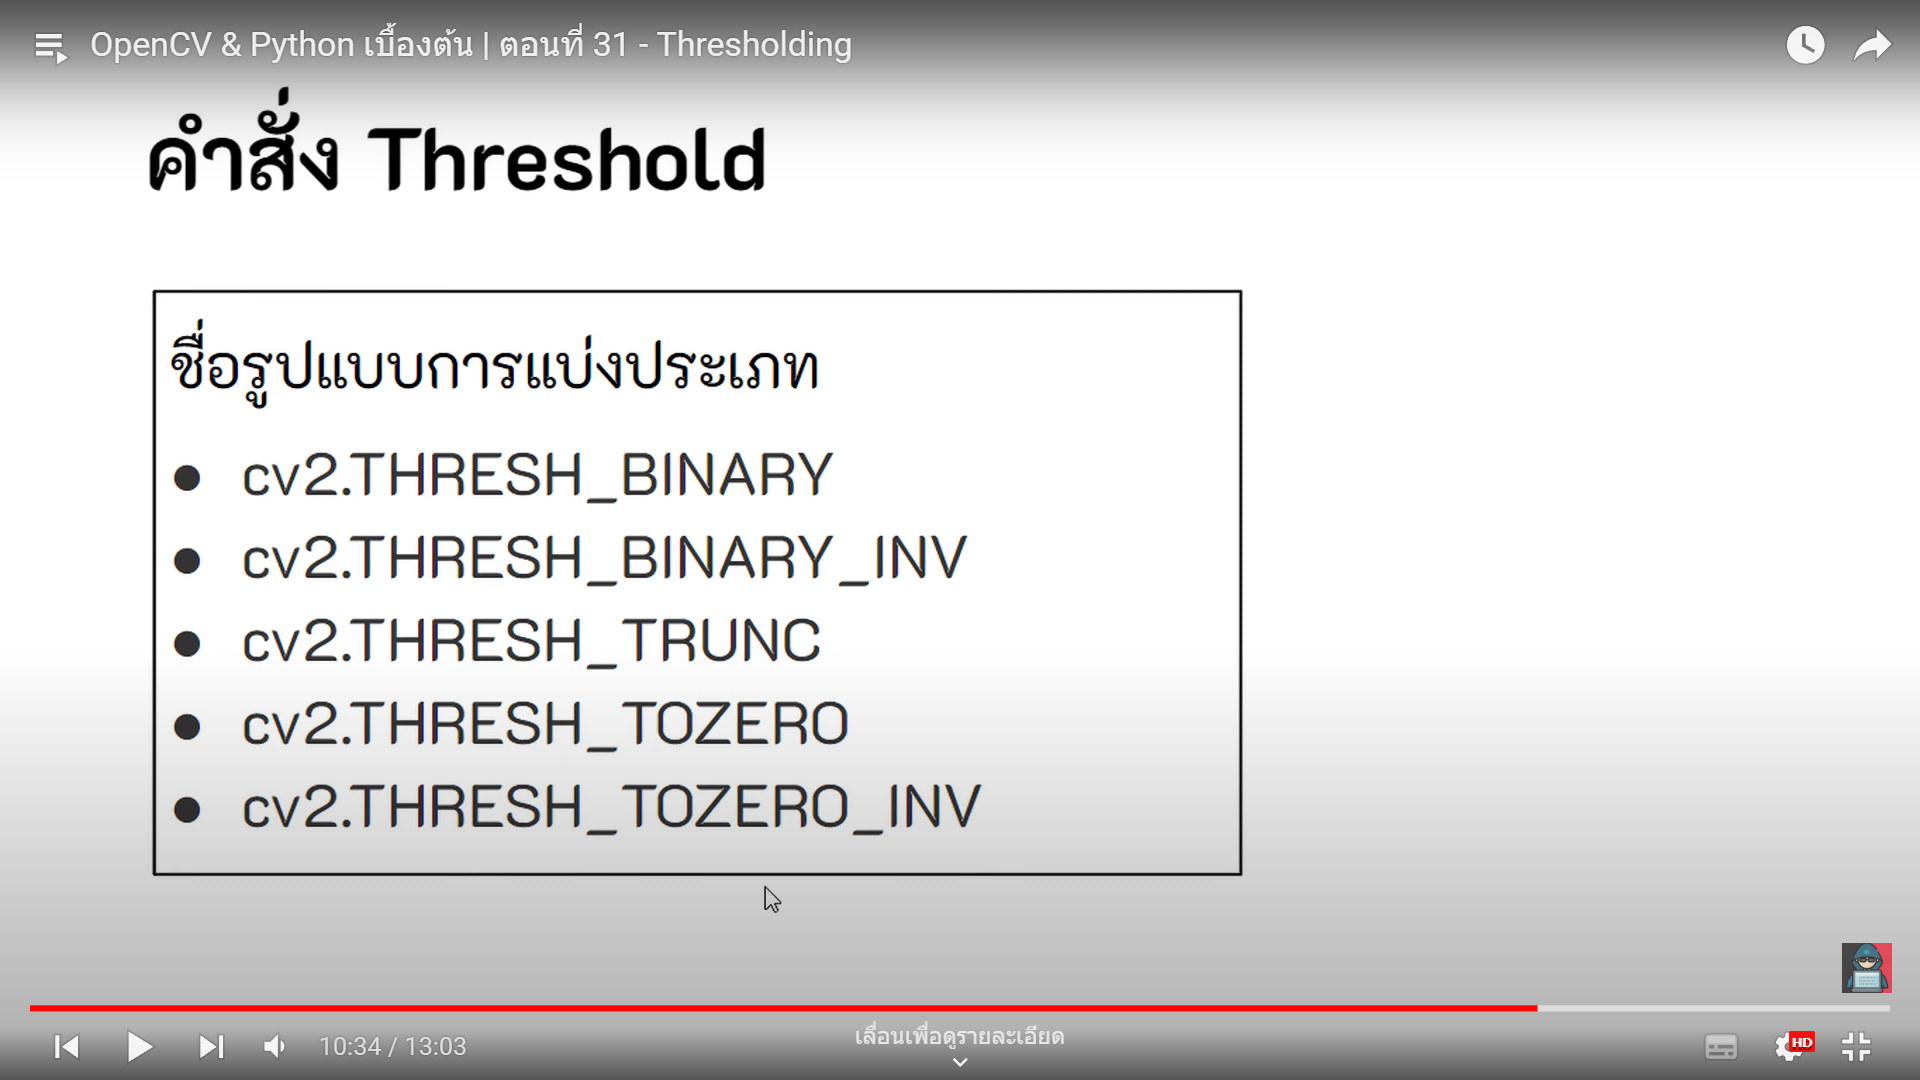 OpenCV & Python เบื้องต้น | ตอนที่ 31 - Thresholding
คำสั่ง Threshold
ชื่อรูปแบบการแบ่งประเภท
● cv2.THRESH_BINARY
● cv2.THRESH_BINARY_INV
● cv2.THRESH_TRUNC
● cv2.THRESH_TOZERO
● cv2.THRESH_TOZERO_INV
10:34 / 13:03
เลื่อนเพื่อดูรายละเอียด
HD